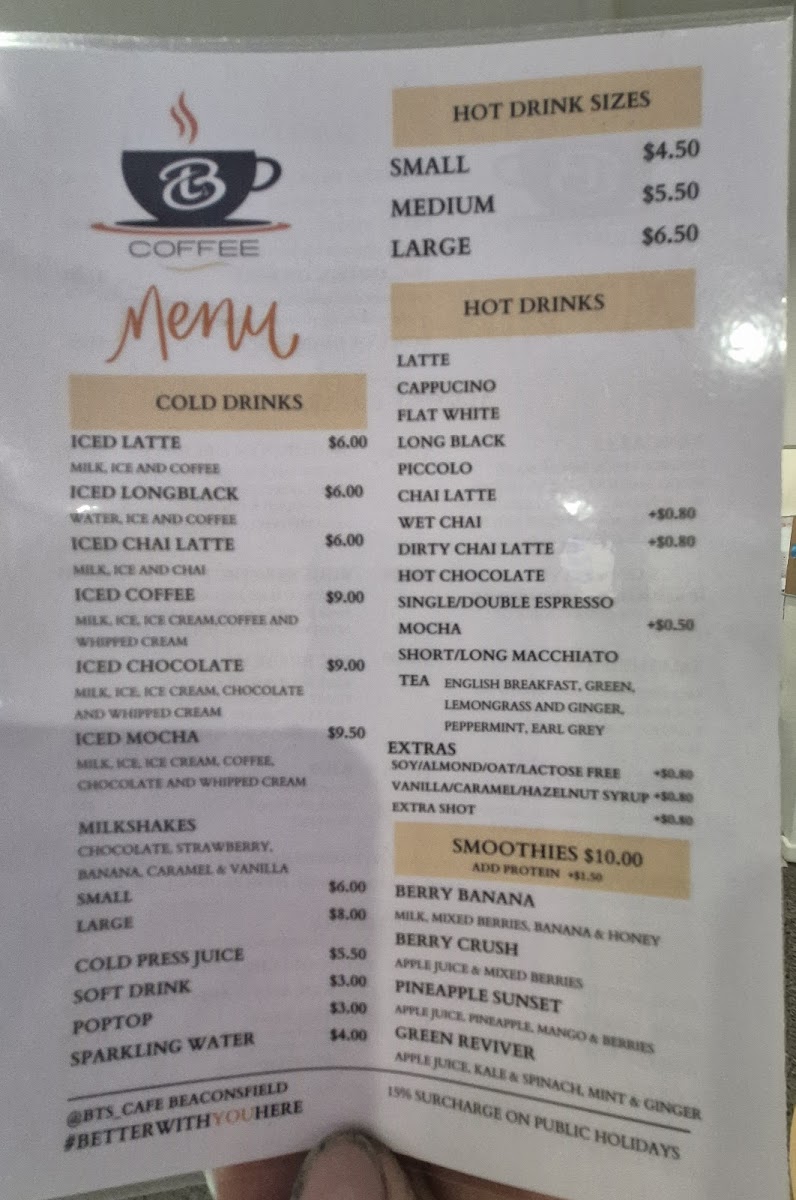 B
COFFEE
Menu
COLD DRINKS
ICED LATTE $6.00
MILK, ICE AND COFFEE
ICED LONGBLACK $6.00
WATER, ICE AND COFFEE
ICED CHAI LATTE $6.00
MILK, ICE AND CHAI
ICED COFFEE $9.00
MILK, ICE, ICE CREAM,COFFEE AND
WHIPPED CREAM
ICED CHOCOLATE $9.00
MILK, ICE, ICE CREAM, CHOCOLATE
AND WHIPPED CREAM
ICED MOCHA $9.50
MILK, ICE, ICE CREAM, COFFEE,
CHOCOLATE AND WHIPPED CREAM
MILKSHAKES
CHOCOLATE, STRAWBERRY,
BANANA, CARAMEL & VANILLA
SMALL $6.00
LARGE $8.00
COLD PRESS JUICE $5.50
SOFT DRINK $3.00
POPTOP $3.00
SPARKLING WATER $4.00
HOT DRINK SIZES
SMALL $4.50
MEDIUM $5.50
LARGE $6.50
HOT DRINKS
LATTE
CAPPUCINO
FLAT WHITE
LONG BLACK
PICCOLO
CHAI LATTE
WET CHAI +$0.80
DIRTY CHAI LATTE +$0.80
HOT CHOCOLATE
SINGLE/DOUBLE ESPRESSO
MOCHA +$0.50
SHORT/LONG MACCHIATO
TEA ENGLISH BREAKFAST, GREEN,
LEMONGRASS AND GINGER,
PEPPERMINT, EARL GREY
EXTRAS
SOY/ALMOND/OAT/LACTOSE FREE +$0.80
VANILLA/CARAMEL/HAZELNUT SYRUP +$0.80
EXTRA SHOT +$0.80
SMOOTHIES $10.00
ADD PROTEIN +$1.50
BERRY BANANA
MILK, MIXED BERRIES, BANANA & HONEY
BERRY CRUSH
APPLE JUICE & MIXED BERRIES
PINEAPPLE SUNSET
APPLE JUICE, PINEAPPLE, MANGO & BERRIES
GREEN REVIVER
APPLE JUICE, KALE & SPINACH, MINT & GINGER
@BTS_CAFE BEACONSFIELD
#BETTERWITHYOUHERE
15% SURCHARGE ON PUBLIC HOLIDAYS